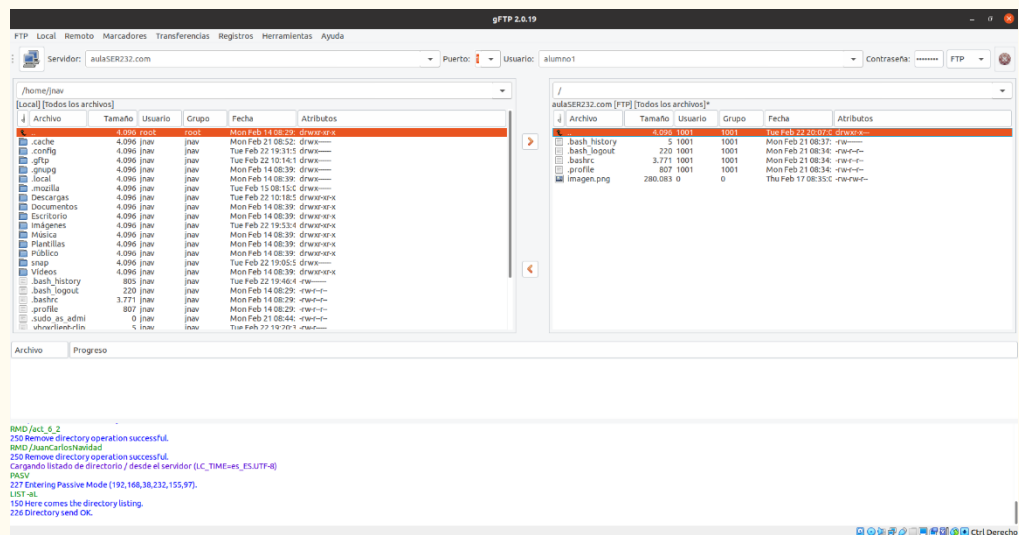 gFTP 2.0.19
FTP Local Remoto Marcadores Transferencias Registros Herramientas Ayuda
Servidor: aulaSER232.com Puerto: Usuario: alumno1 Contraseña: •••••••• FTP
/home/jnav
[Local] [Todos los archivos]
Archivo Tamaño Usuario Grupo Fecha Atributos
.. 4.096 root root Mon Feb 14 08:29: drwxr-xr-x
.cache 4.096 jnav jnav Mon Feb 21 08:52: drwx------
.config 4.096 jnav jnav Tue Feb 22 19:31:5 drwx------
.gftp 4.096 jnav jnav Tue Feb 22 10:14:1 drwx------
.gnupg 4.096 jnav jnav Mon Feb 14 08:39: drwx------
.local 4.096 jnav jnav Mon Feb 14 08:39: drwx------
.mozilla 4.096 jnav jnav Tue Feb 15 08:15:0 drwx------
Descargas 4.096 jnav jnav Tue Feb 22 10:18:5 drwxr-xr-x
Documentos 4.096 jnav jnav Mon Feb 14 08:39: drwxr-xr-x
Escritorio 4.096 jnav jnav Mon Feb 14 08:39: drwxr-xr-x
Imágenes 4.096 jnav jnav Tue Feb 22 19:53:4 drwxr-xr-x
Música 4.096 jnav jnav Mon Feb 14 08:39: drwxr-xr-x
Plantillas 4.096 jnav jnav Mon Feb 14 08:39: drwxr-xr-x
Público 4.096 jnav jnav Mon Feb 14 08:39: drwxr-xr-x
snap 4.096 jnav jnav Tue Feb 22 19:05:5 drwx------
Vídeos 4.096 jnav jnav Mon Feb 14 08:39: drwxr-xr-x
.bash_history 805 jnav jnav Tue Feb 22 19:46:4 -rw-------
.bash_logout 220 jnav jnav Mon Feb 14 08:29: -rw-r--r--
.bashrc 3.771 jnav jnav Mon Feb 14 08:29: -rw-r--r--
.profile 807 jnav jnav Mon Feb 14 08:29: -rw-r--r--
.sudo_as_admi 0 jnav jnav Mon Feb 21 08:44: -rw-r--r--
.vboxclient-clip 5 jnav jnav Tue Feb 22 19:20:3 -rw-r-----
/
aulaSER232.com [FTP] [Todos los archivos]*
Archivo Tamaño Usuario Grupo Fecha Atributos
.. 4.096 1001 1001 Tue Feb 22 20:07:0 drwxr-x---
.bash_history 5 1001 1001 Mon Feb 21 08:37: -rw-------
.bash_logout 220 1001 1001 Mon Feb 21 08:34: -rw-r--r--
.bashrc 3.771 1001 1001 Mon Feb 21 08:34: -rw-r--r--
.profile 807 1001 1001 Mon Feb 21 08:34: -rw-r--r--
imagen.png 280.083 0 0 Thu Feb 17 08:35:0 -rw-rw-r--
Archivo Progreso
RMD /act_6_2
250 Remove directory operation successful.
RMD /JuanCarlosNavidad
250 Remove directory operation successful.
Cargando listado de directorio / desde el servidor (LC_TIME=es_ES.UTF-8)
PASV
227 Entering Passive Mode (192,168,38,232,155,97).
LIST -aL
150 Here comes the directory listing.
226 Directory send OK.
Ctrl Derecho